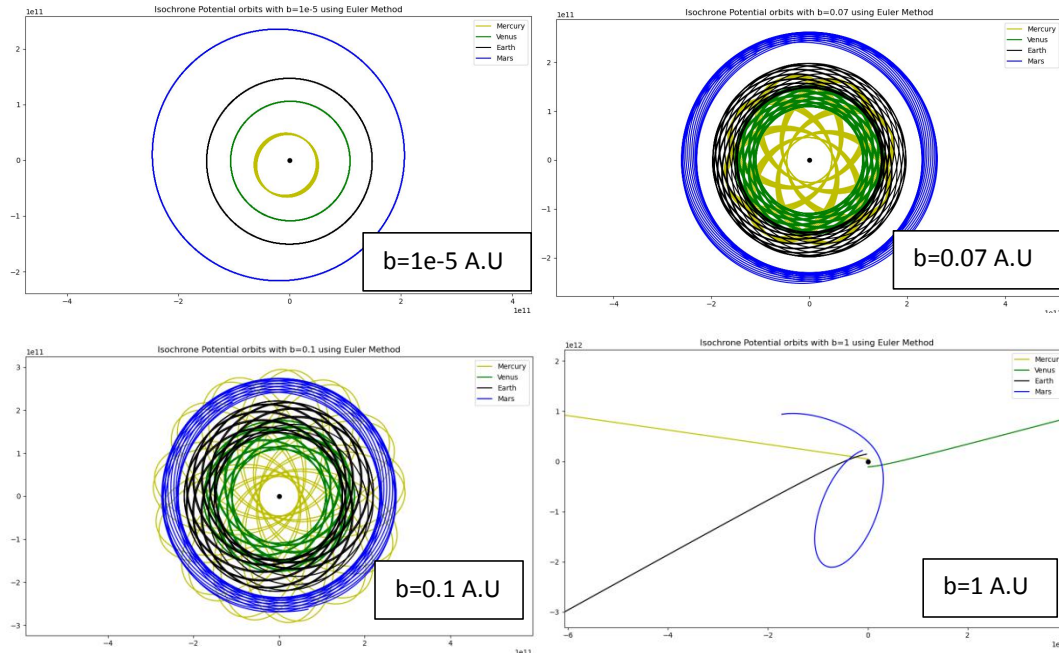 Isochrone Potential orbits with b=1e-5 using Euler Method
1e11
Mercury
Venus
Earth
Mars
2
1
0
−1
−2
−4
−2
0
2
4
1e11
b=1e-5 A.U
Isochrone Potential orbits with b=0.07 using Euler Method
2e11
1e11
0
−1e11
−2e11
Mercury
Venus
Earth
Mars
−4
−2
0
2
4
b=0.07 A.U
Isochrone Potential orbits with b=0.1 using Euler Method
1e11
Mercury
Venus
Earth
Mars
3
2
1
0
−1
−2
−3
−4
−2
0
2
4
1e11
b=0.1 A.U
Isochrone Potential orbits with b=1 using Euler Method
1e12
Mercur
Venus
Earth
Mars
2
1
0
−1
−2
−3
−6
−4
−2
0
2
1e
b=1 A.U